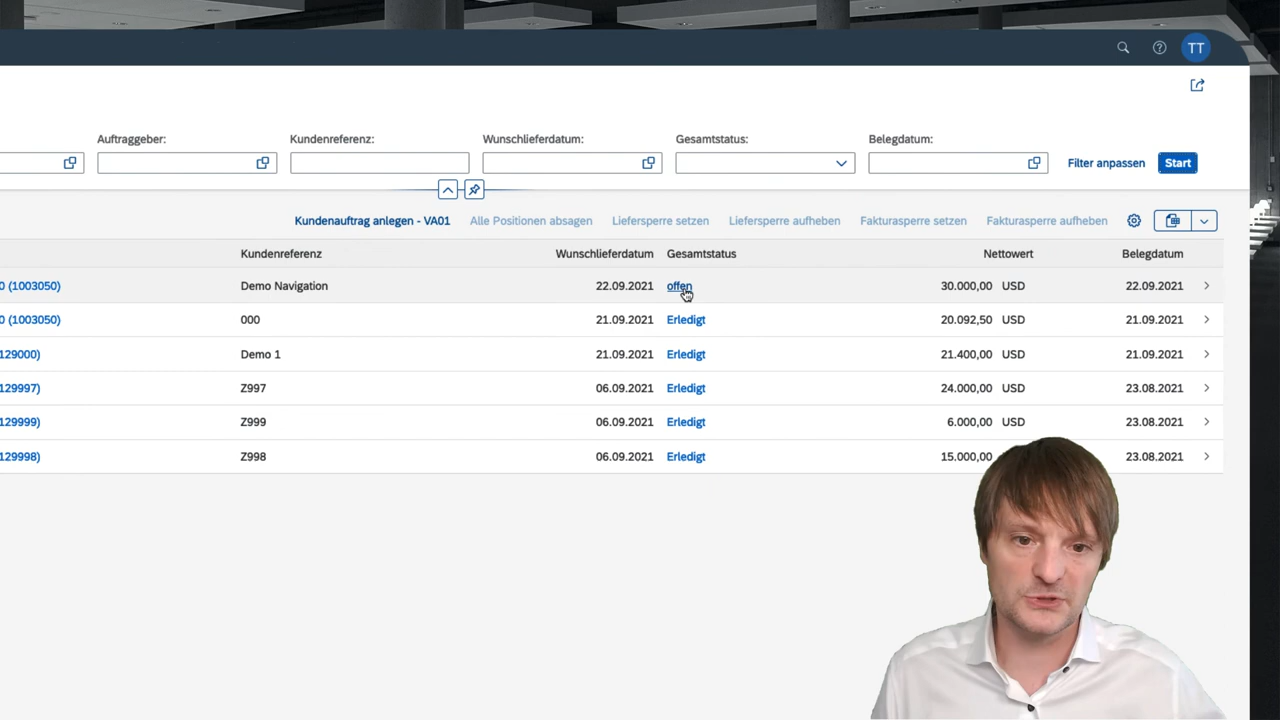 TT
Auftraggeber: Kundenreferenz: Wunschlieferdatum: Gesamtstatus: Belegdatum:
Filter anpassen Start
Kundenauftrag anlegen - VA01 Alle Positionen absagen Liefersperre setzen Liefersperre aufheben Fakturasperre setzen Fakturasperre aufheben
Kundenreferenz Wunschlieferdatum Gesamtstatus Nettowert Belegdatum
0 (1003050) Demo Navigation 22.09.2021 offen 30.000,00 USD 22.09.2021
0 (1003050) 000 21.09.2021 Erledigt 20.092,50 USD 21.09.2021
129000) Demo 1 21.09.2021 Erledigt 21.400,00 USD 21.09.2021
129997) Z997 06.09.2021 Erledigt 24.000,00 USD 23.08.2021
129999) Z999 06.09.2021 Erledigt 6.000,00 USD 23.08.2021
129998) Z998 06.09.2021 Erledigt 15.000,00 23.08.2021